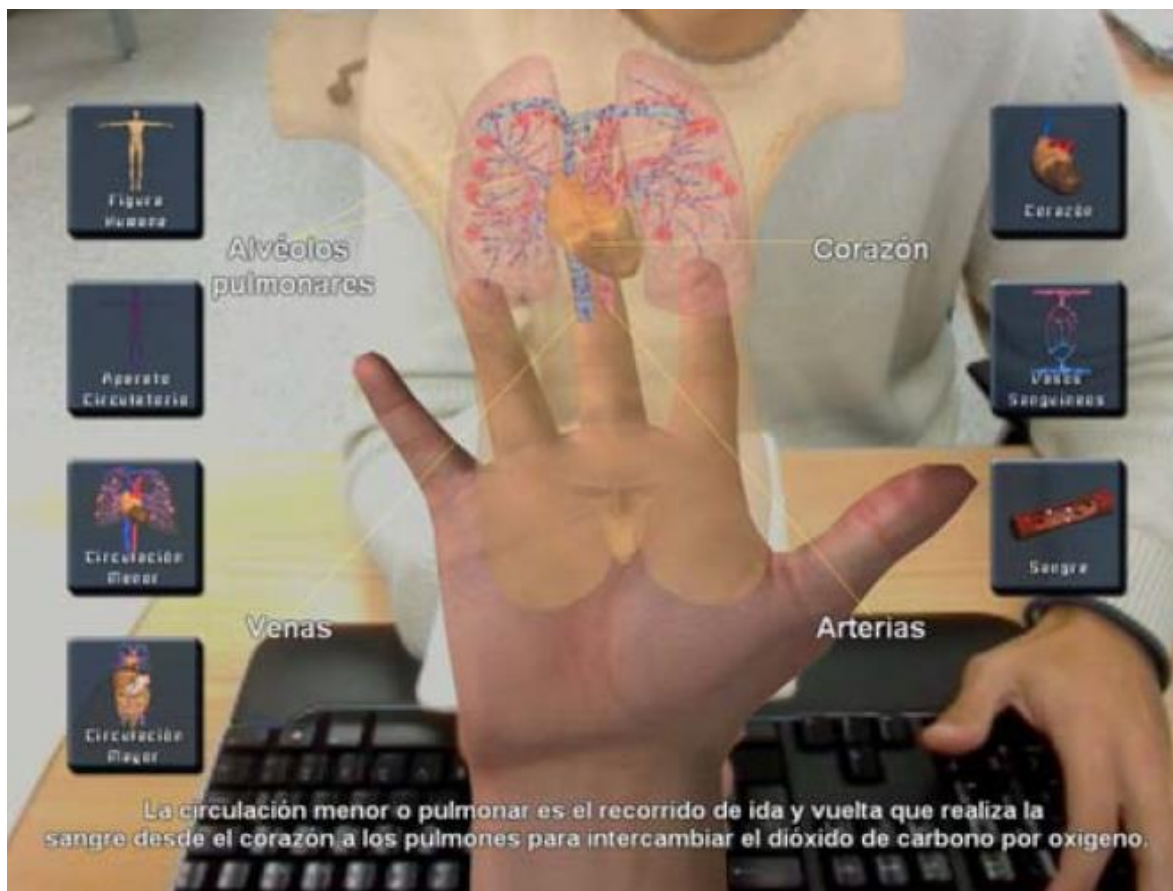 Figura
Humana
Alvéolos
pulmonares
Aparato
Circulatorio
Circulación
Menor
Venas
Circulación
Mayor
Corazón
Corazón
Vasos
Sanguíneos
Sangre
Arterias
La circulación menor o pulmonar es el recorrido de ida y vuelta que realiza la
sangre desde el corazón a los pulmones para intercambiar el dióxido de carbono por oxigeno.